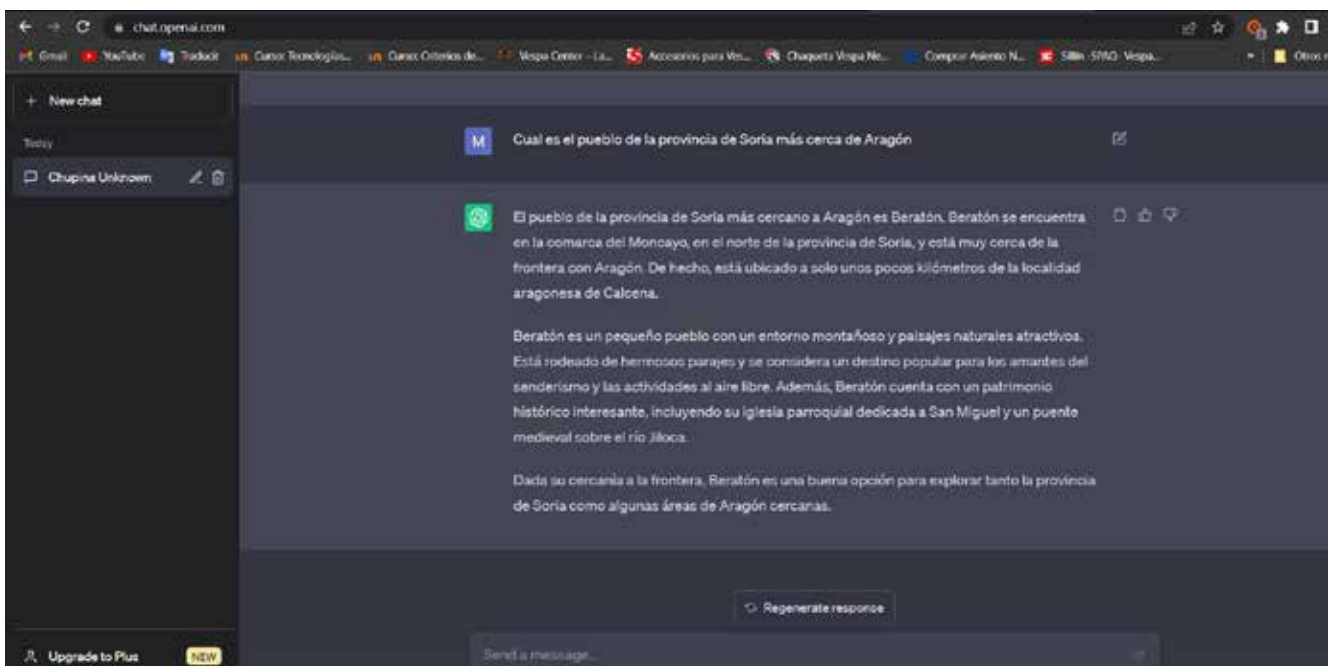 chat.openai.com
Gmail YouTube Traducir Curso: Tecnologías... Curso: Criterios de... Vespa Center - La... Accesorios para Ves... Chaqueta Vespa Ne... Comprar Asiento N... Sillín -SPAQ- Vespa... Otros
+ New chat
Today
Chupina Unknown
M Cual es el pueblo de la provincia de Soria más cerca de Aragón
El pueblo de la provincia de Soria más cercano a Aragón es Beratón. Beratón se encuentra
en la comarca del Moncayo, en el norte de la provincia de Soria, y está muy cerca de la
frontera con Aragón. De hecho, está ubicado a solo unos pocos kilómetros de la localidad
aragonesa de Calcena.
Beratón es un pequeño pueblo con un entorno montañoso y paisajes naturales atractivos.
Está rodeado de hermosos parajes y se considera un destino popular para los amantes del
senderismo y las actividades al aire libre. Además, Beratón cuenta con un patrimonio
histórico interesante, incluyendo su iglesia parroquial dedicada a San Miguel y un puente
medieval sobre el río Jiloca.
Dada su cercanía a la frontera, Beratón es una buena opción para explorar tanto la provincia
de Soria como algunas áreas de Aragón cercanas.
Regenerate response
Upgrade to Plus NEW
Send a message...